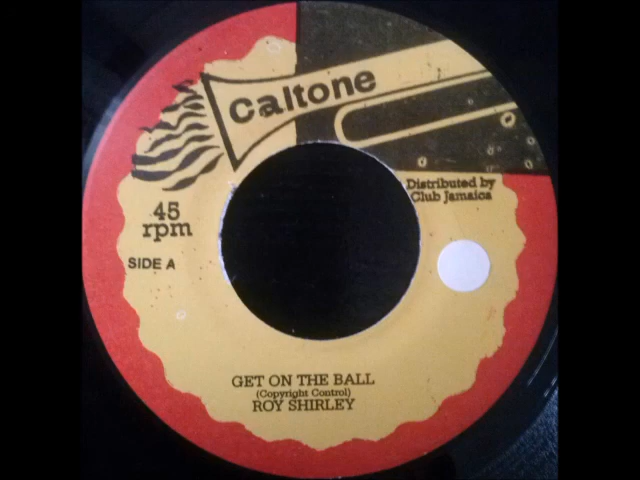 caltone
Distributed by
Club Jamaica
45
rpm
SIDE A
GET ON THE BALL
(Copyright Control)
ROY SHIRLEY